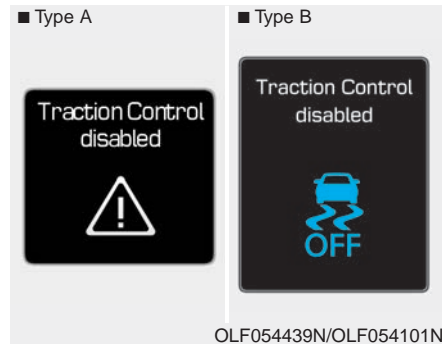 ■ Type A
Traction Control
disabled
■ Type B
Traction Control
disabled
OFF
OLF054439N/OLF054101N